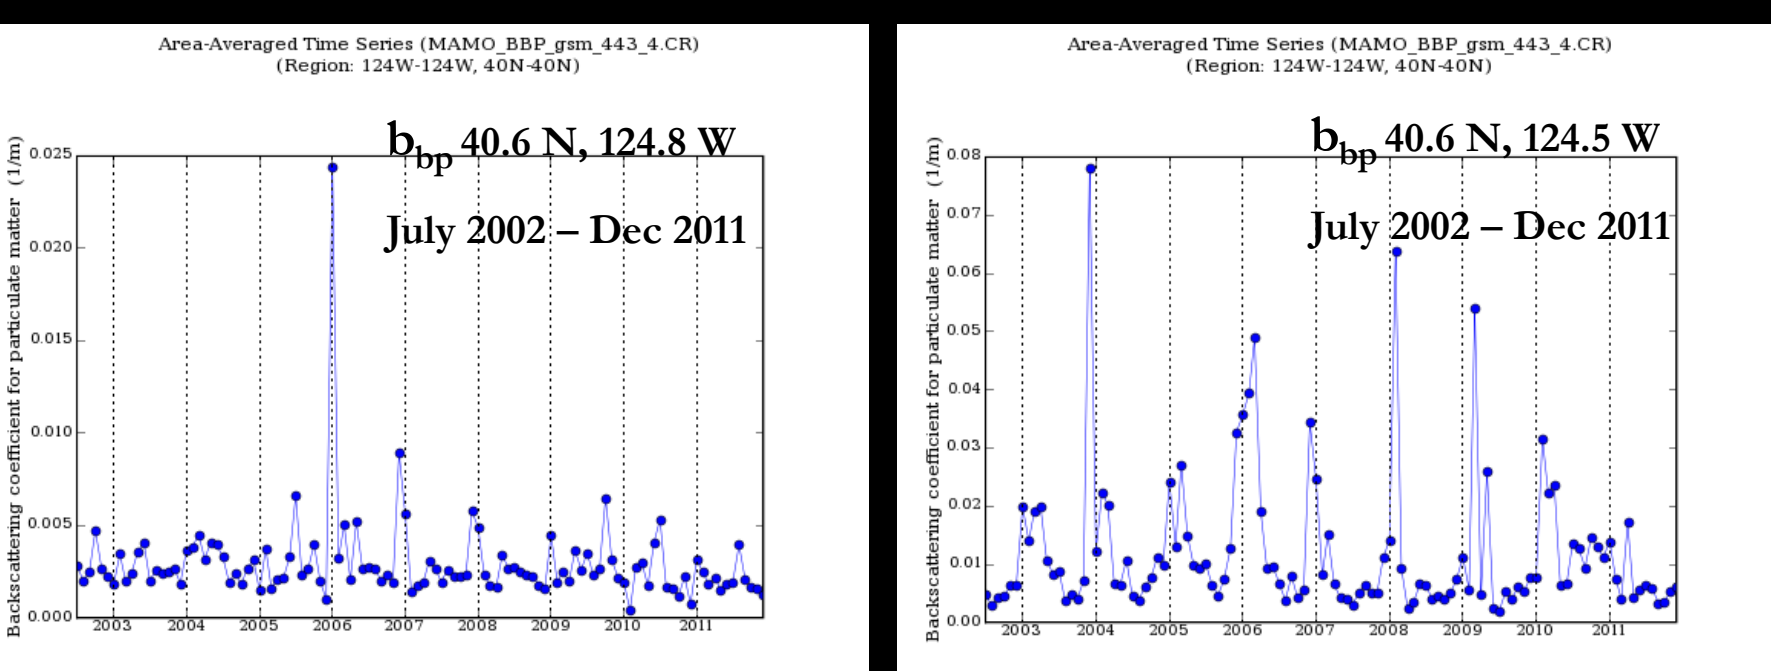 Area-Averaged Time Series (MAMO_BBP_gsm_443_4.CR)
(Region: 124W-124W, 40N-40N)
b_bp 40.6 N, 124.8 W
July 2002 – Dec 2011
Backscattering coefficient for particulate matter (1/m)
0.025
0.020
0.015
0.010
0.005
0.000
2003 2004 2005 2006 2007 2008 2009 2010 2011
Area-Averaged Time Series (MAMO_BBP_gsm_443_4.CR)
(Region: 124W-124W, 40N-40N)
b_bp 40.6 N, 124.5 W
July 2002 – Dec 2011
Backscattering coefficient for particulate matter (1/m)
0.08
0.07
0.06
0.05
0.04
0.03
0.02
0.01
0.00
2003 2004 2005 2006 2007 2008 2009 2010 2011